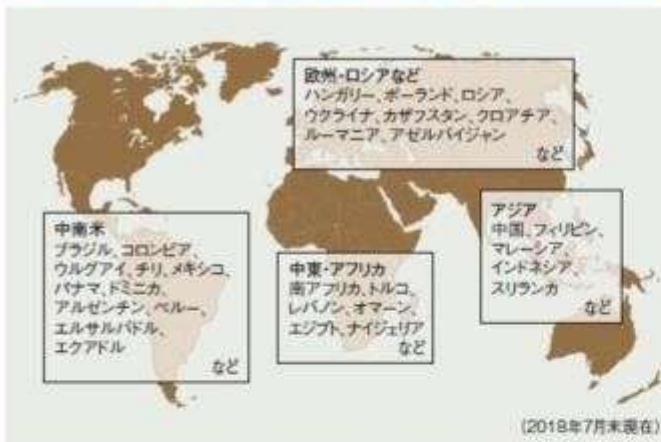 欧州・ロシアなど
ハンガリー、ポーランド、ロシア、
ウクライナ、カザフスタン、クロアチア、
ルーマニア、アゼルバイジャン
など
中南米
ブラジル、コロンビア、
ウルグアイ、チリ、メキシコ、
パナマ、ドミニカ、
アルゼンチン、ペルー、
エルサルバドル、
エクアドル
など
中東・アフリカ
南アフリカ、トルコ、
レバノン、オマーン、
エジプト、ナイジェリア
など
アジア
中国、フィリピン、
マレーシア、
インドネシア、
スリランカ
など
(2018年7月末現在)